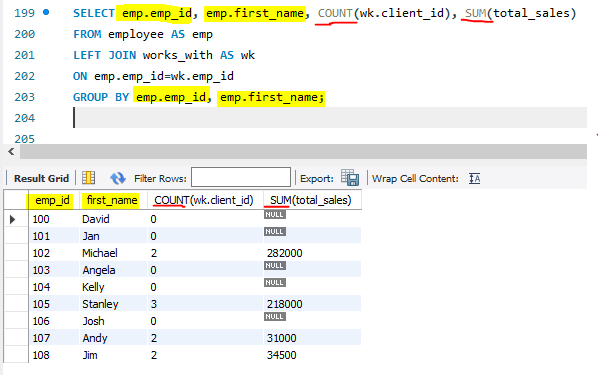 199 SELECT emp.emp_id, emp.first_name, COUNT(wk.client_id), SUM(total_sales)
200 FROM employee AS emp
201 LEFT JOIN works_with AS wk
202 ON emp.emp_id=wk.emp_id
203 GROUP BY emp.emp_id, emp.first_name;
204
205
Result Grid Filter Rows: Export: Wrap Cell Content:
emp_id first_name COUNT(wk.client_id) SUM(total_sales)
100 David 0 NULL
101 Jan 0 NULL
102 Michael 2 282000
103 Angela 0 NULL
104 Kelly 0 NULL
105 Stanley 3 218000
106 Josh 0 NULL
107 Andy 2 31000
108 Jim 2 34500